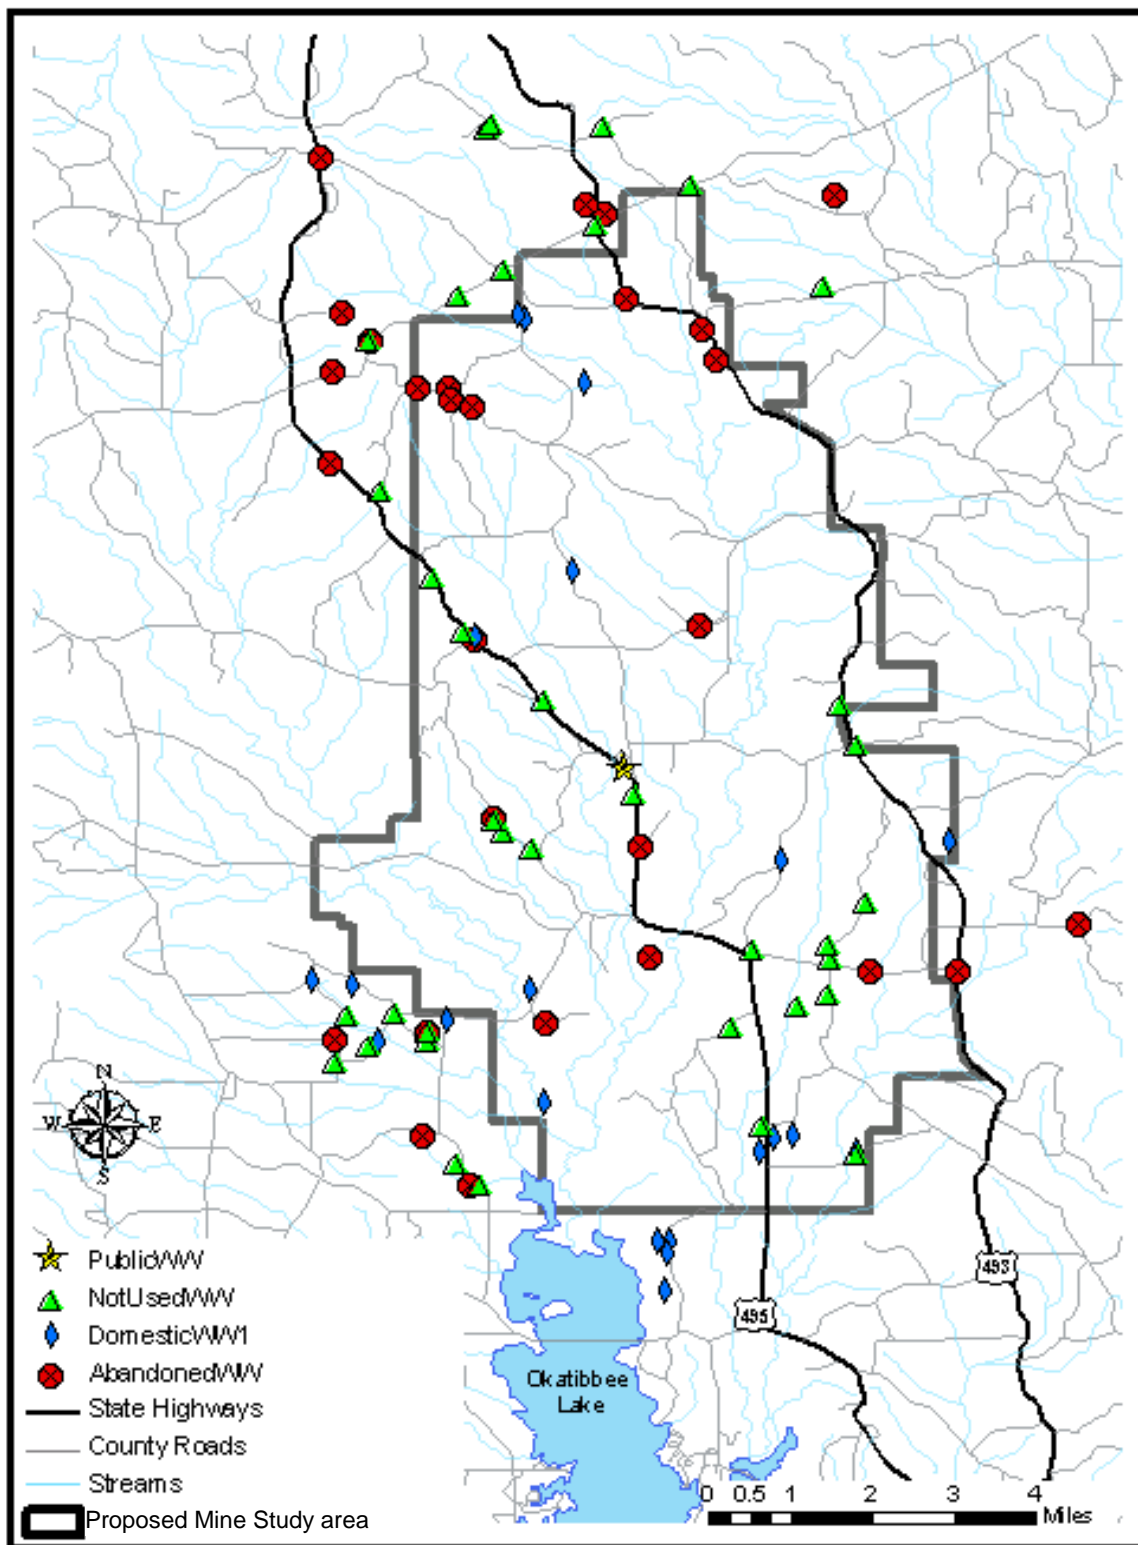 N
W E
S
PublicWW
NotUsedWW
DomesticWW1
AbandonedWW
State Highways
County Roads
Streams
Proposed Mine Study area
493
495
Okatibbee
Lake
0 0.5 1 2 3 4
Miles